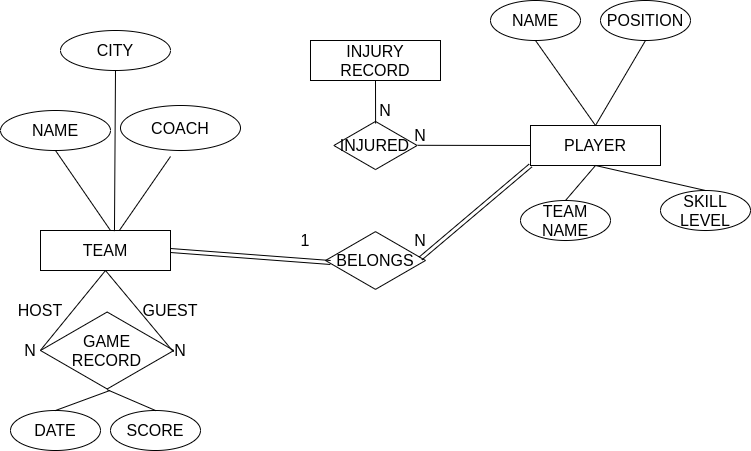 NAME
POSITION
CITY
INJURY
RECORD
NAME
COACH
N
INJURED
N
PLAYER
TEAM
NAME
SKILL
LEVEL
TEAM
1
BELONGS
N
HOST
GUEST
N
GAME
RECORD
N
DATE
SCORE